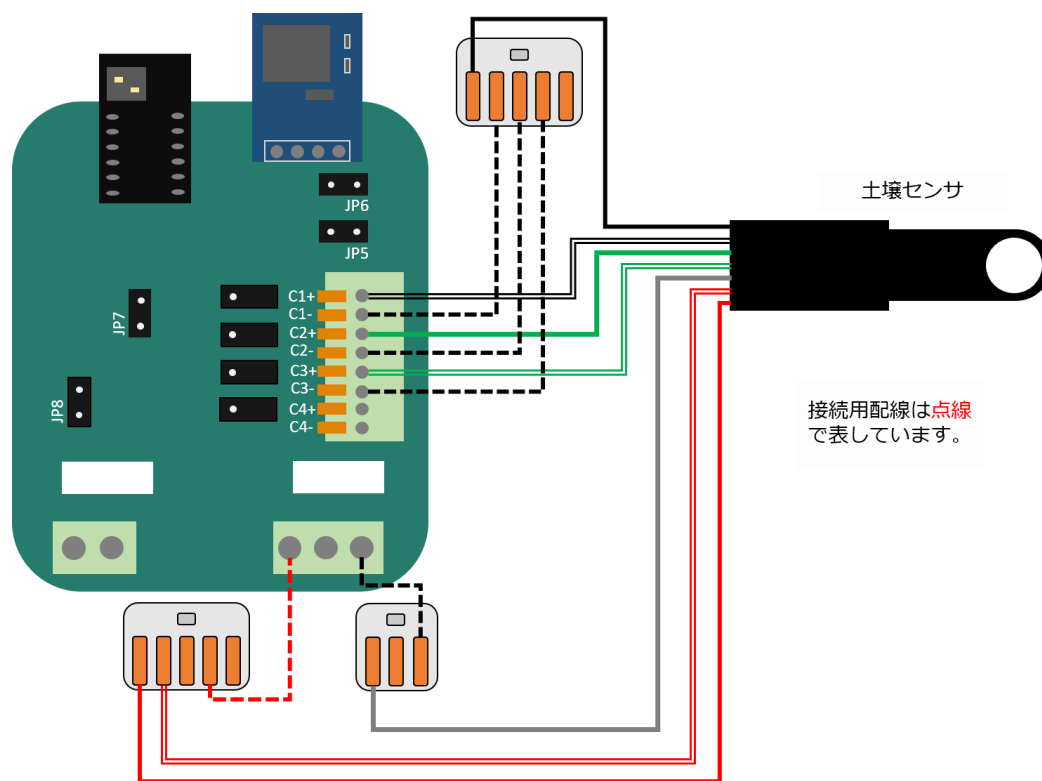 土壌センサ
JP6
JP5
C1+
C1-
C2+
C2-
C3+
C3-
C4+
C4-
JP7
JP8
接続用配線は点線
で表しています。